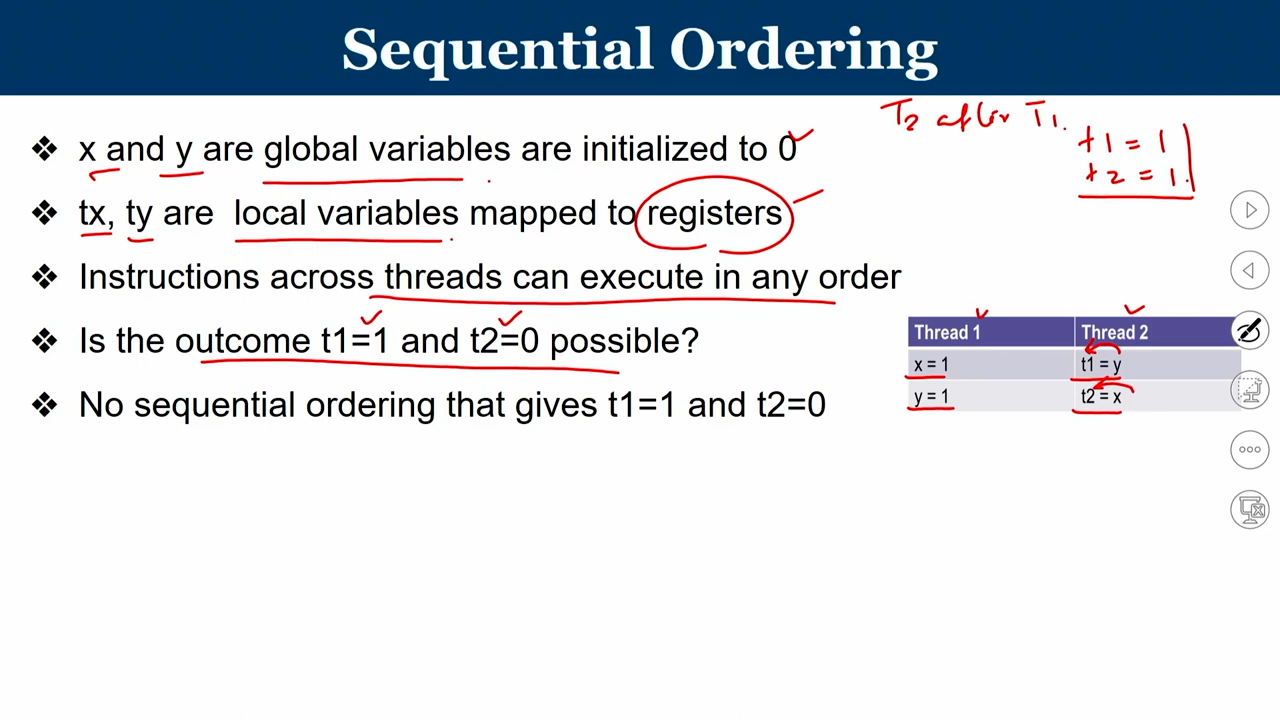 Sequential Ordering
T2 after T1.
t1 = 1
t2 = 1.
❖ x and y are global variables are initialized to 0
❖ tx, ty are local variables mapped to registers
❖ Instructions across threads can execute in any order
❖ Is the outcome t1=1 and t2=0 possible?
❖ No sequential ordering that gives t1=1 and t2=0
Thread 1 Thread 2
x = 1 t1 = y
y = 1 t2 = x